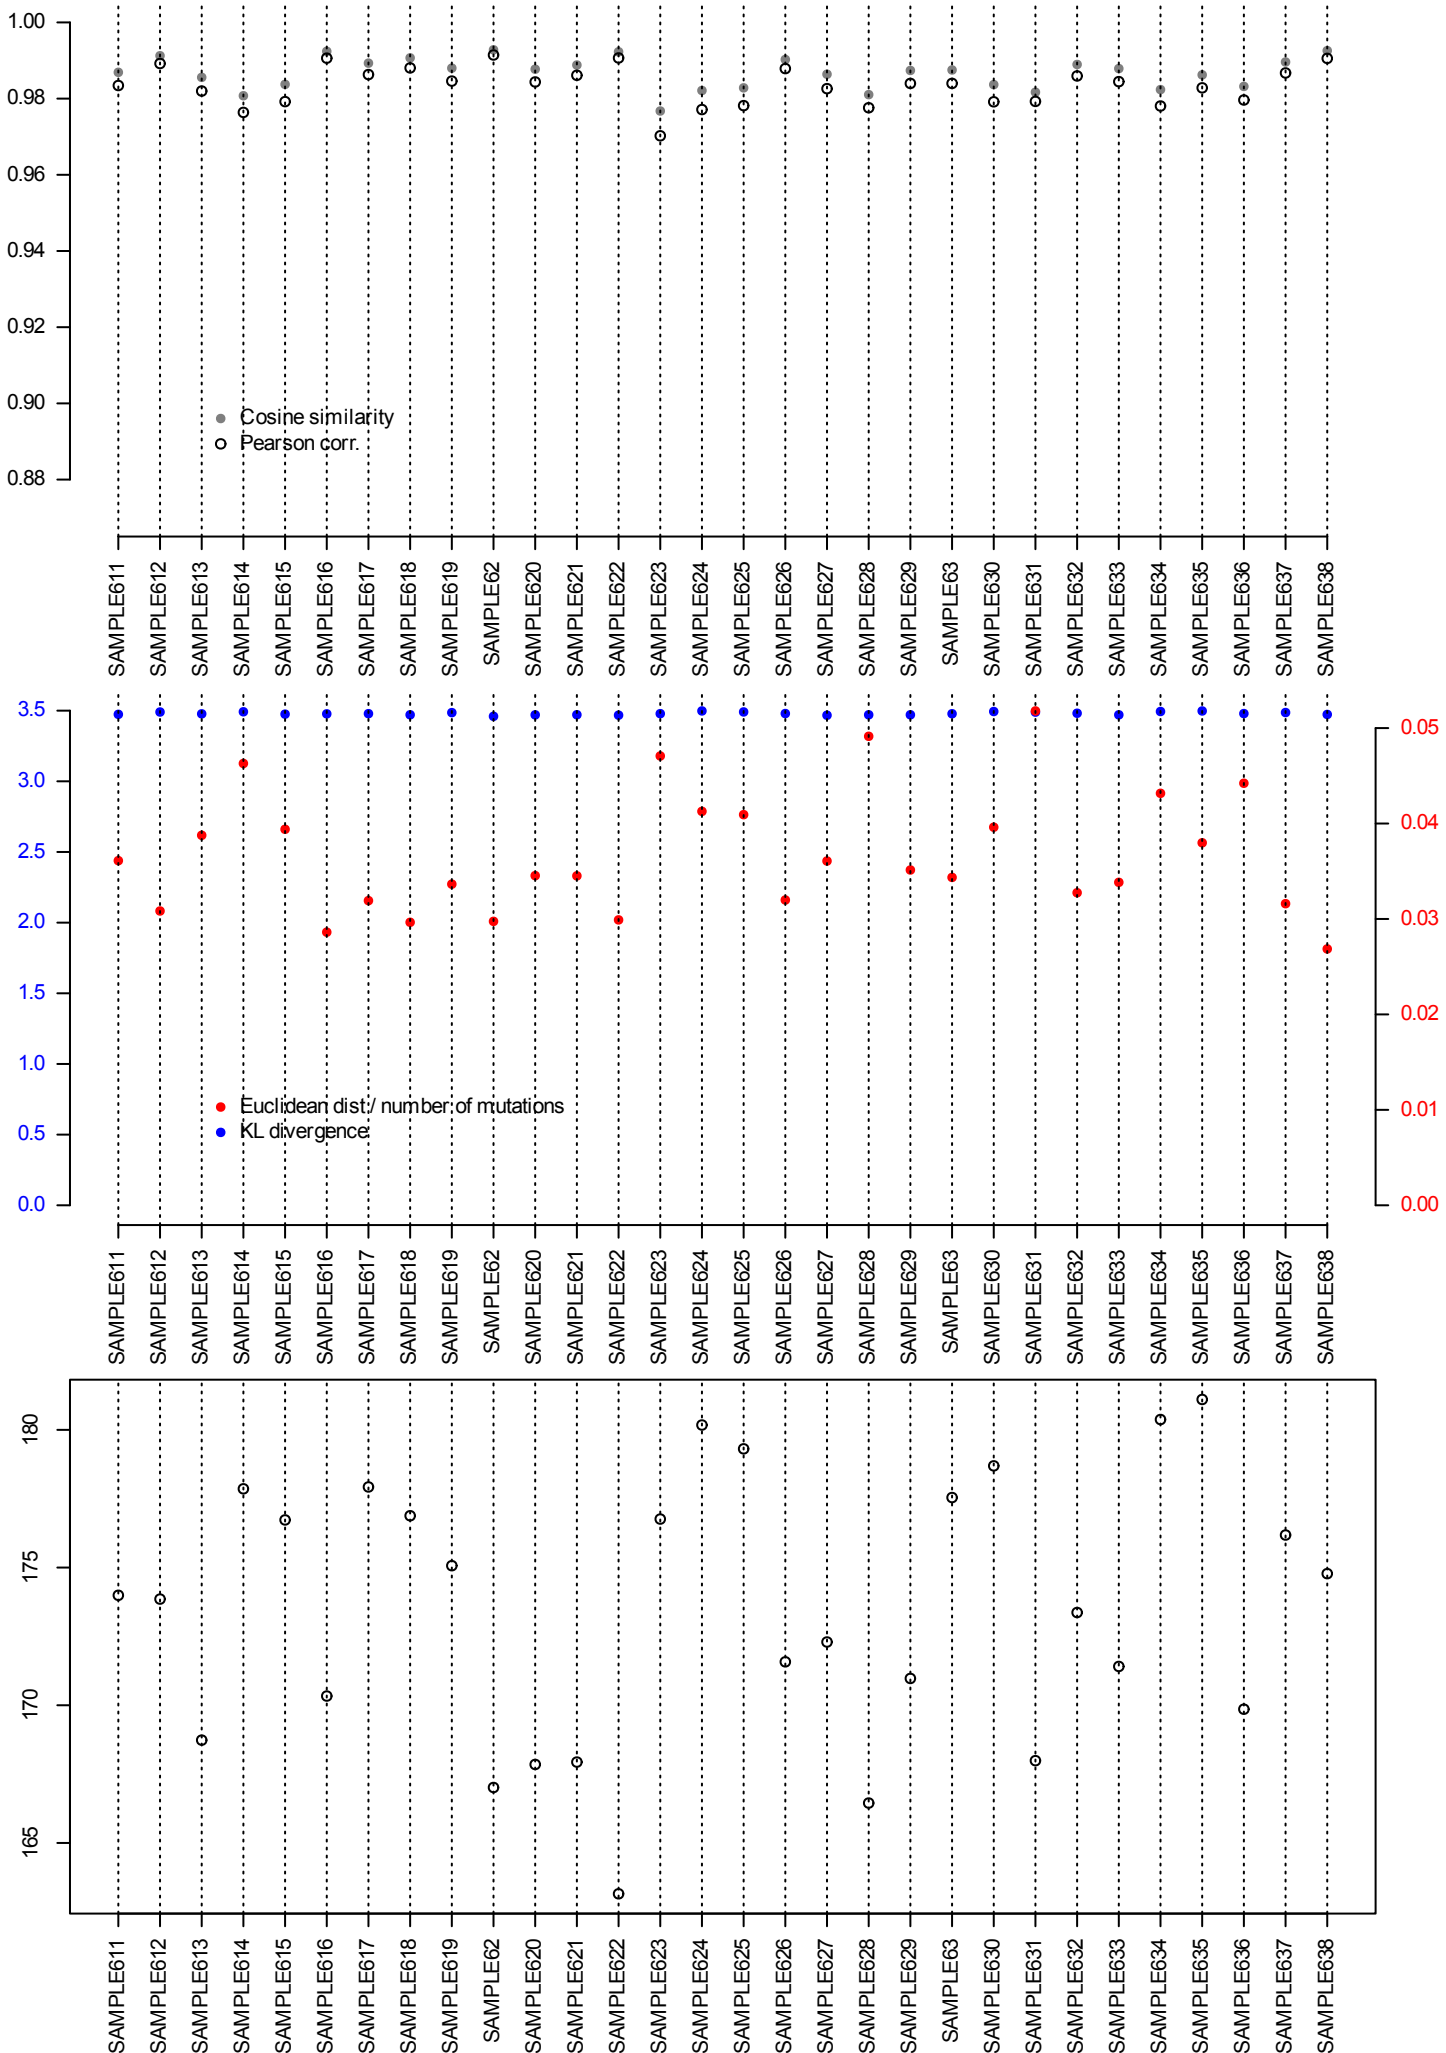 1.00
0.98
0.96
0.94
0.92
0.90
0.88
Cosine similarity
Pearson corr.
SAMPLE611
SAMPLE612
SAMPLE613
SAMPLE614
SAMPLE615
SAMPLE616
SAMPLE617
SAMPLE618
SAMPLE619
SAMPLE62
SAMPLE620
SAMPLE621
SAMPLE622
SAMPLE623
SAMPLE624
SAMPLE625
SAMPLE626
SAMPLE627
SAMPLE628
SAMPLE629
SAMPLE63
SAMPLE630
SAMPLE631
SAMPLE632
SAMPLE633
SAMPLE634
SAMPLE635
SAMPLE636
SAMPLE637
SAMPLE638
3.5
3.0
2.5
2.0
1.5
1.0
0.5
0.0
Euclidean dist./ number of mutations
KL divergence
0.05
0.04
0.03
0.02
0.01
0.00
SAMPLE611
SAMPLE612
SAMPLE613
SAMPLE614
SAMPLE615
SAMPLE616
SAMPLE617
SAMPLE618
SAMPLE619
SAMPLE62
SAMPLE620
SAMPLE621
SAMPLE622
SAMPLE623
SAMPLE624
SAMPLE625
SAMPLE626
SAMPLE627
SAMPLE628
SAMPLE629
SAMPLE63
SAMPLE630
SAMPLE631
SAMPLE632
SAMPLE633
SAMPLE634
SAMPLE635
SAMPLE636
SAMPLE637
SAMPLE638
180
175
170
165
SAMPLE611
SAMPLE612
SAMPLE613
SAMPLE614
SAMPLE615
SAMPLE616
SAMPLE617
SAMPLE618
SAMPLE619
SAMPLE62
SAMPLE620
SAMPLE621
SAMPLE622
SAMPLE623
SAMPLE624
SAMPLE625
SAMPLE626
SAMPLE627
SAMPLE628
SAMPLE629
SAMPLE63
SAMPLE630
SAMPLE631
SAMPLE632
SAMPLE633
SAMPLE634
SAMPLE635
SAMPLE636
SAMPLE637
SAMPLE638